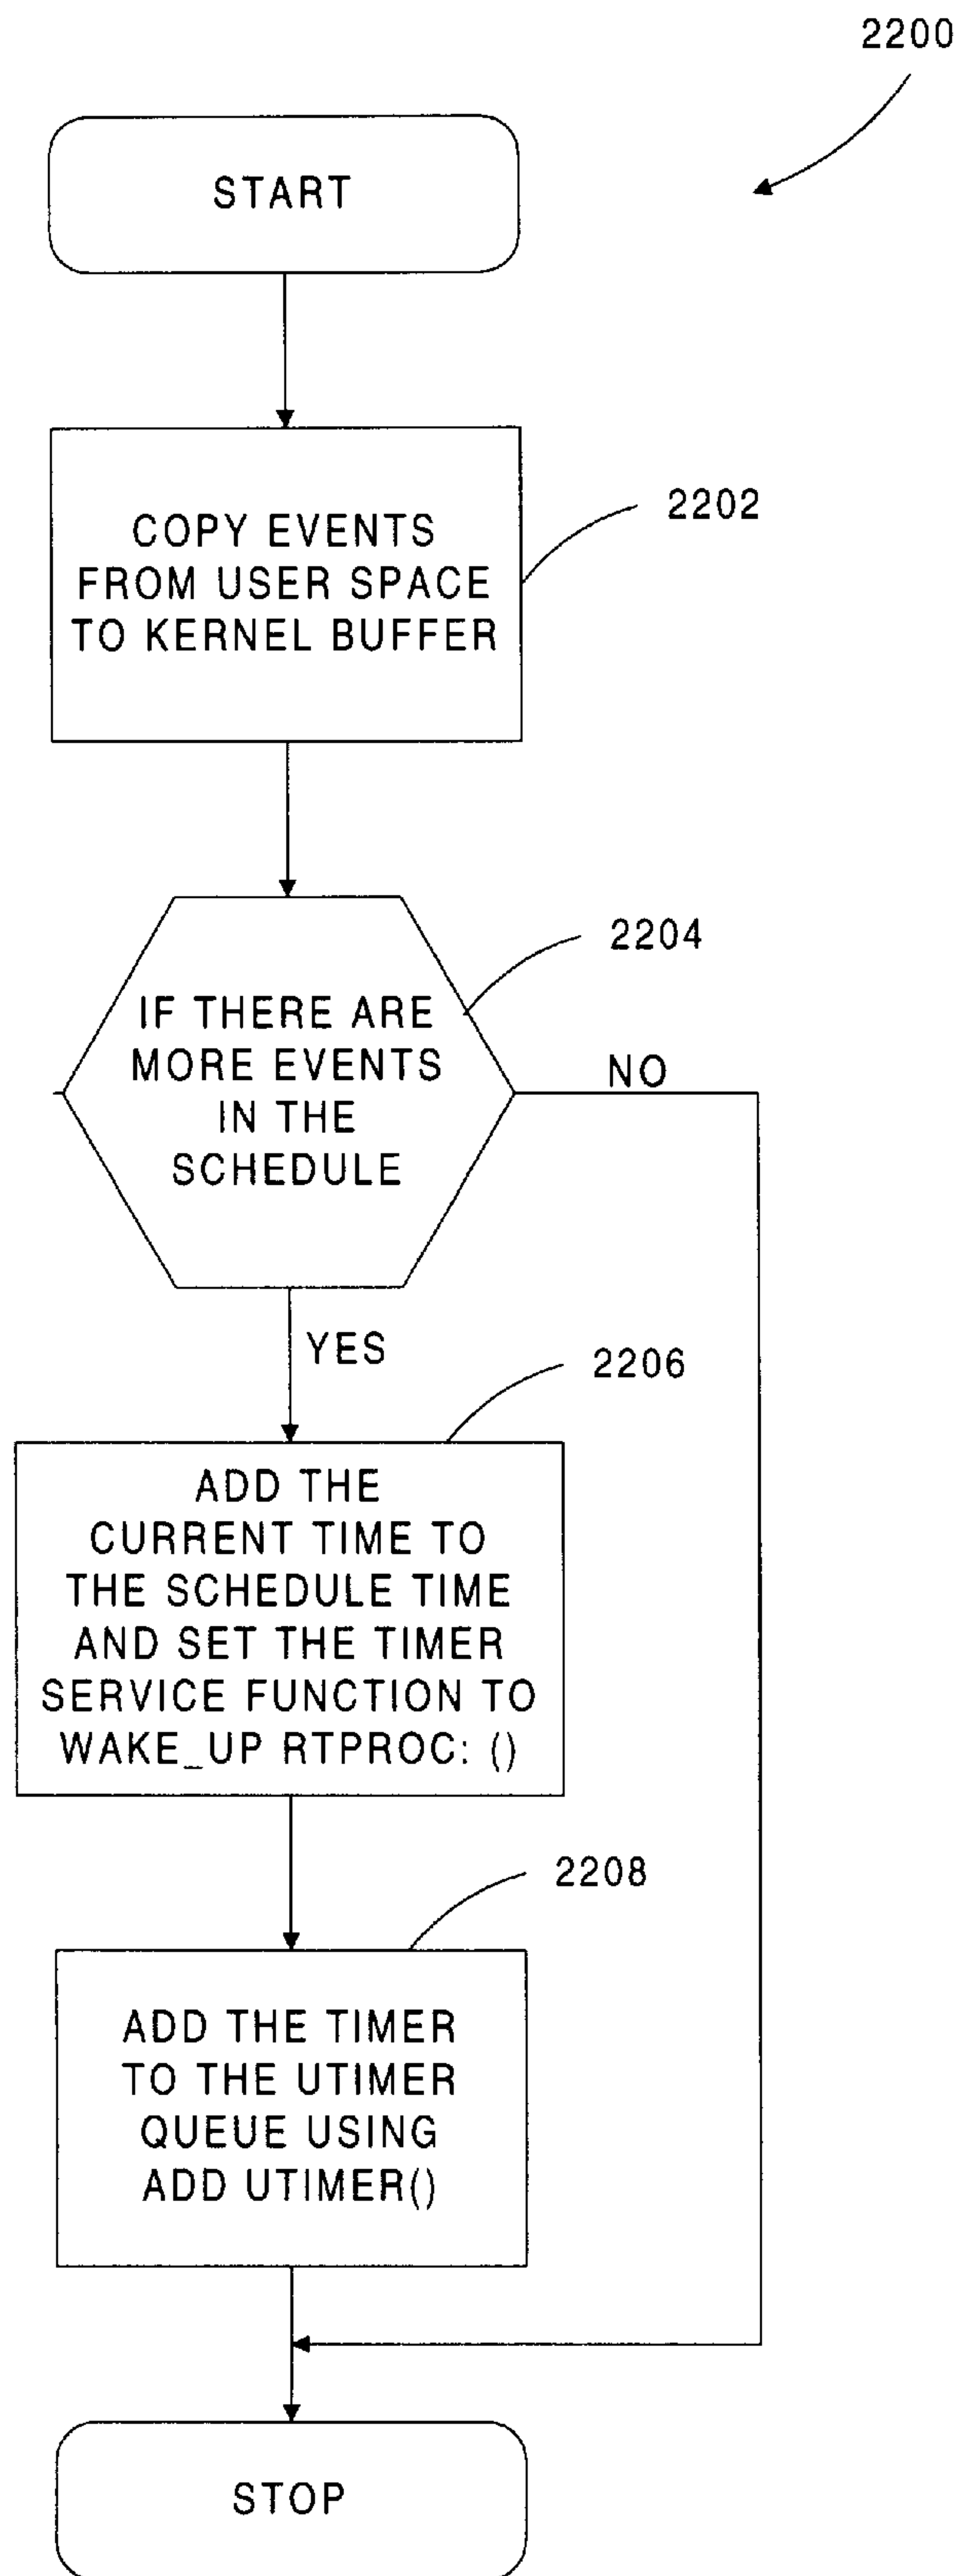 2200
START
COPY EVENTS
FROM USER SPACE
TO KERNEL BUFFER
2202
IF THERE ARE
MORE EVENTS
IN THE
SCHEDULE
2204
NO
YES
2206
ADD THE
CURRENT TIME TO
THE SCHEDULE TIME
AND SET THE TIMER
SERVICE FUNCTION TO
WAKE_UP RTPROC: ()
2208
ADD THE TIMER
TO THE UTIMER
QUEUE USING
ADD UTIMER()
STOP